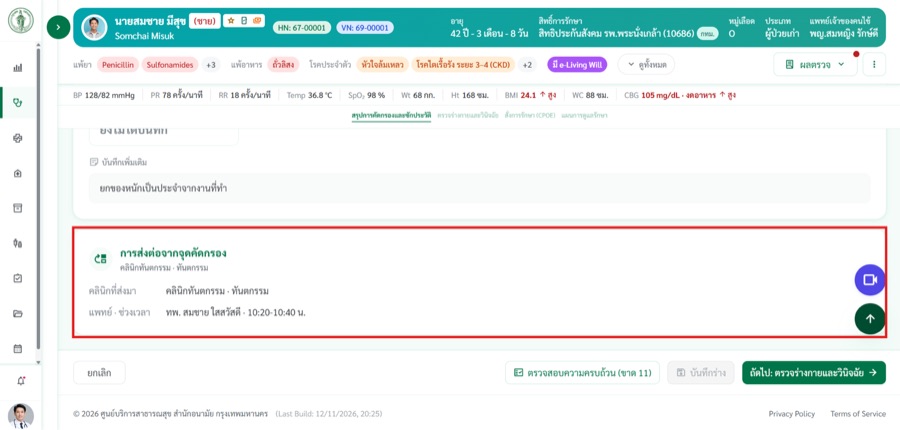 นายสมชาย มีสุข (ชาย)
Somchai Misuk
HN: 67-00001 VN: 69-00001
อายุ
42 ปี - 3 เดือน - 8 วัน
สิทธิ์การรักษา
สิทธิประกันสังคม รพ.พระนั่งเกล้า (10686) กทม.
หมู่เลือด
O
ประเภท
ผู้ป่วยเก่า
แพทย์เจ้าของคนไข้
พญ.สมหญิง รักษ์ดี
แพ้ยา Penicillin Sulfonamides +3 แพ้อาหาร ถั่วลิสง โรคประจำตัว หัวใจล้มเหลว โรคไตเรื้อรัง ระยะ 3-4 (CKD) +2 มี e-Living Will ดูทั้งหมด ผลตรวจ
BP 128/82 mmHg PR 78 ครั้ง/นาที RR 18 ครั้ง/นาที Temp 36.8 °C SpO₂ 98 % Wt 68 กก. Ht 168 ซม. BMI 24.1 ↑ สูง WC 88 ซม. CBG 105 mg/dL · งดอาหาร ↑ สูง
สรุปการคัดกรองและซักประวัติ ตรวจร่างกายและวินิจฉัย สั่งการรักษา (CPOE) แผนการดูแลรักษา
ยังไม่ได้บันทึก
บันทึกเพิ่มเติม
ยกของหนักเป็นประจำจากงานที่ทำ
การส่งต่อจากจุดคัดกรอง
คลินิกทันตกรรม · ทันตกรรม
คลินิกที่ส่งมา คลินิกทันตกรรม · ทันตกรรม
แพทย์ · ช่วงเวลา ทพ. สมชาย ใสสวัสดี · 10:20-10:40 น.
ยกเลิก ตรวจสอบความครบถ้วน (ขาด 11) บันทึกร่าง ถัดไป: ตรวจร่างกายและวินิจฉัย →
© 2026 ศูนย์บริการสาธารณสุข สำนักอนามัย กรุงเทพมหานคร (Last Build: 12/11/2026, 20:25) Privacy Policy Terms of Service